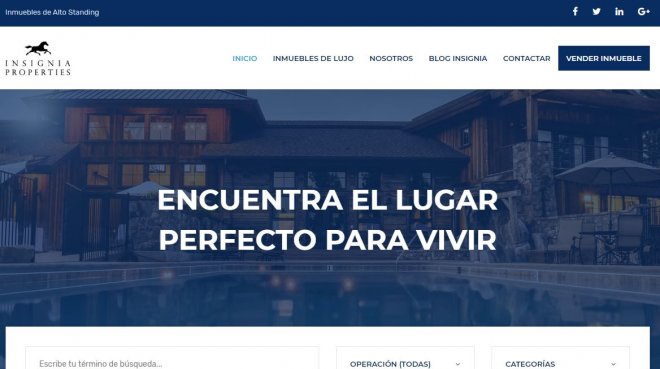 Inmuebles de Alto Standing
INSIGNIA
PROPERTIES
INICIO INMUEBLES DE LUJO NOSOTROS BLOG INSIGNIA CONTACTAR VENDER INMUEBLE
ENCUENTRA EL LUGAR
PERFECTO PARA VIVIR
Escribe tu término de búsqueda... OPERACIÓN (TODAS) CATEGORÍAS